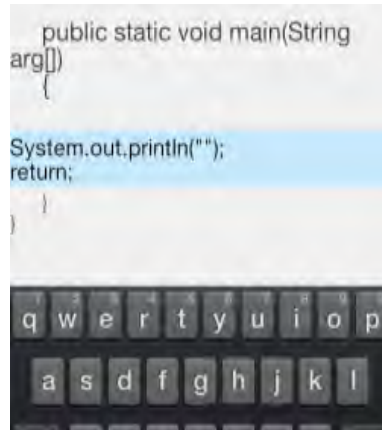 public static void main(String
arg[])
{
System.out.println("");
return;
}
}
q w e r t y u i o p
a s d f g h j k l